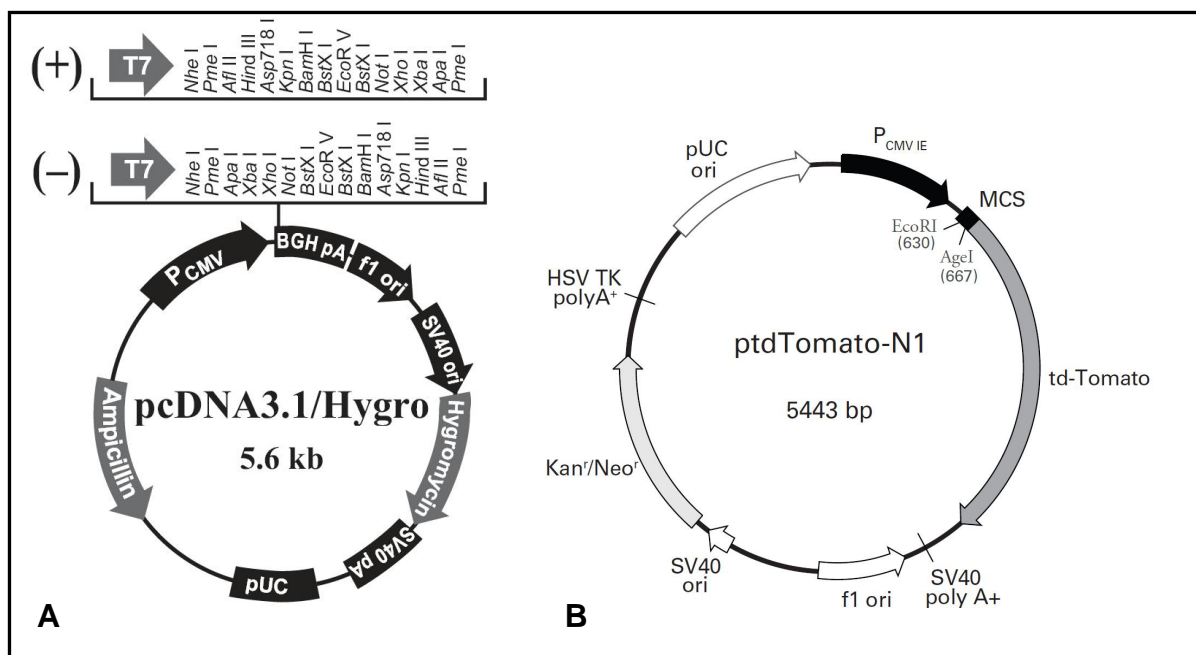 (+)
T7
Nhe I
Pme I
Afl II
Hind III
Asp718 I
Kpn I
BamH I
BstX I
EcoR V
BstX I
Not I
Xho I
Xba I
Apa I
Pme I
(–)
T7
Nhe I
Pme I
Apa I
Xba I
Xho I
Not I
BstX I
EcoR V
BstX I
BamH I
Asp718 I
Kpn I
Hind III
Afl II
Pme I
PCMV
BGH pA
f1 ori
SV40 ori
Hygromycin
SV40 pA
pUC
Ampicillin
pcDNA3.1/Hygro
5.6 kb
A
PCMV IE
MCS
EcoRI
(630)
AgeI
(667)
td-Tomato
SV40
poly A+
f1 ori
SV40
ori
Kanr/Neor
HSV TK
polyA+
pUC
ori
ptdTomato-N1
5443 bp
B